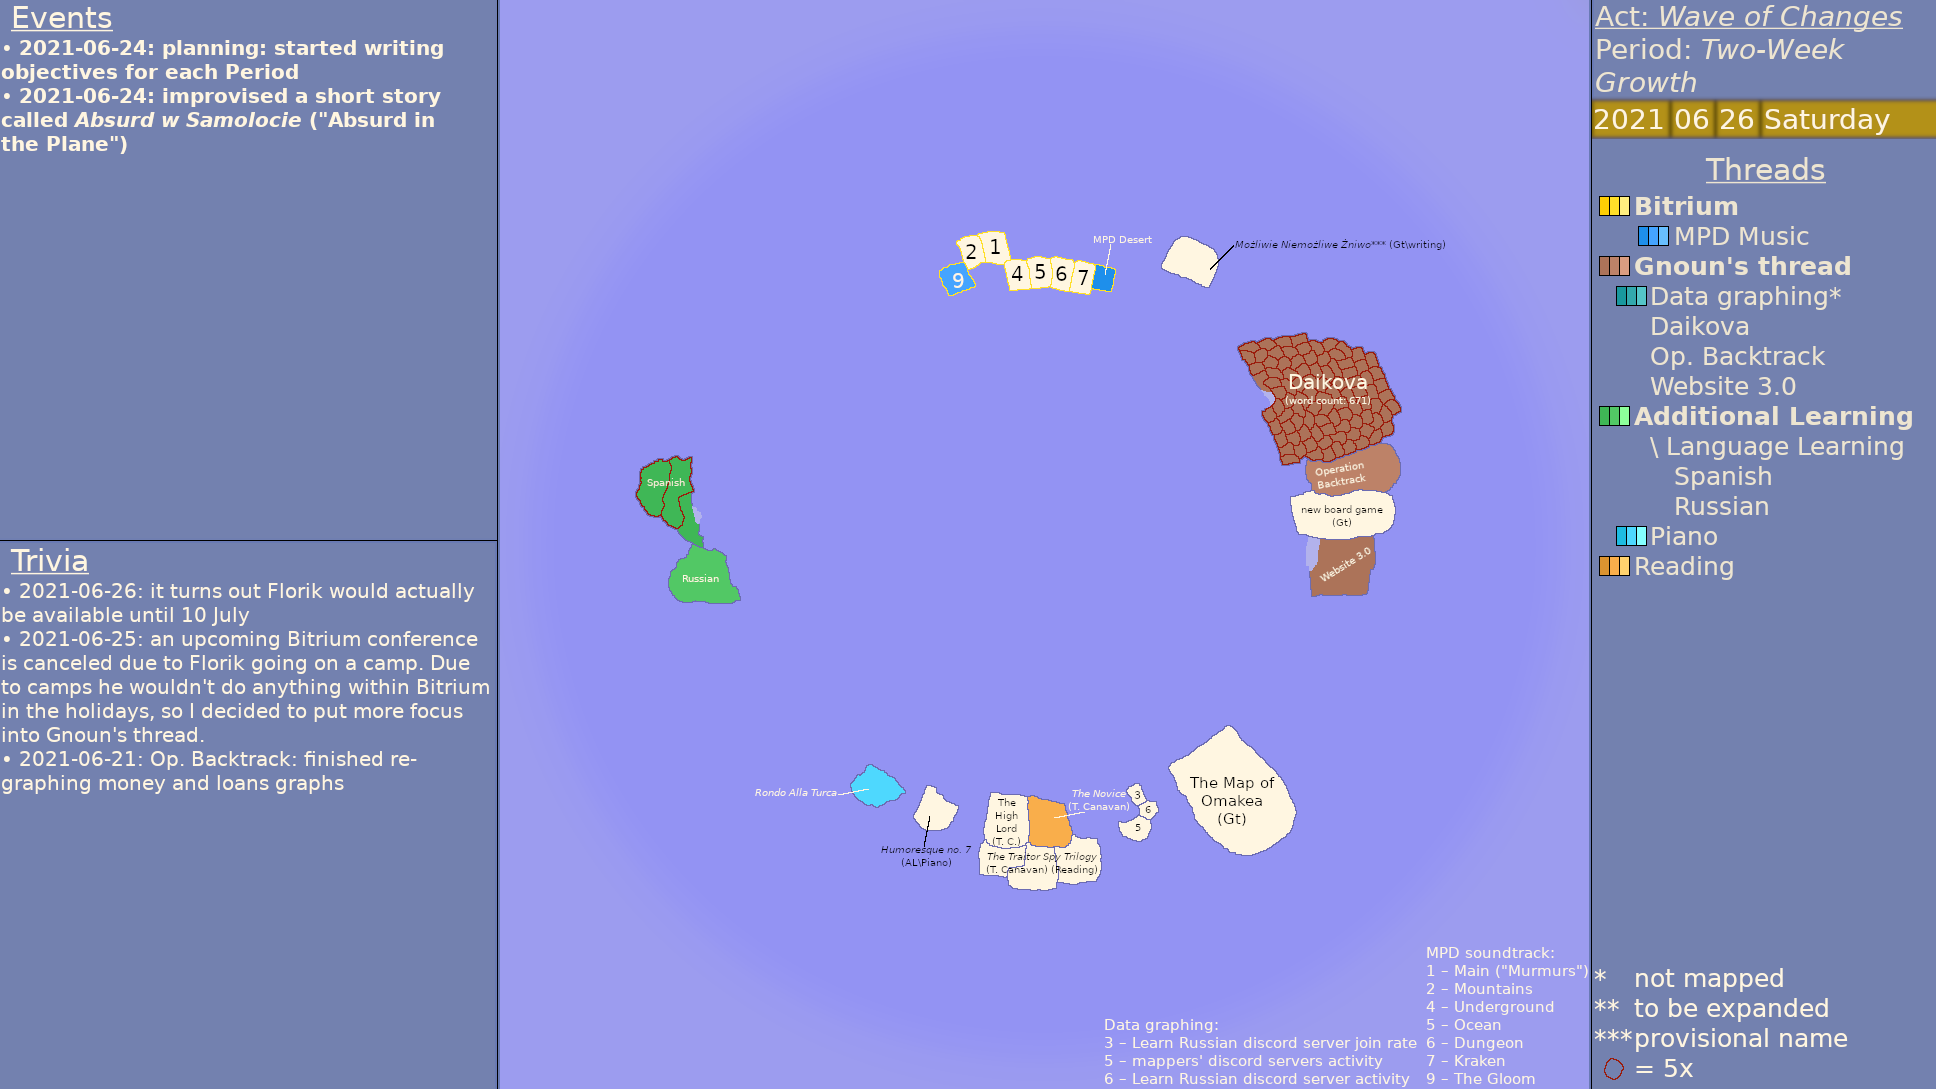 Events
• 2021-06-24: planning: started writing
objectives for each Period
• 2021-06-24: improvised a short story
called Absurd w Samolocie ("Absurd in
the Plane")
Trivia
• 2021-06-26: it turns out Florik would actually
be available until 10 July
• 2021-06-25: an upcoming Bitrium conference
is canceled due to Florik going on a camp. Due
to camps he wouldn't do anything within Bitrium
in the holidays, so I decided to put more focus
into Gnoun's thread.
• 2021-06-21: Op. Backtrack: finished re-
graphing money and loans graphs
2
1
9
4
5
6
7
MPD Desert
Możliwie Niemożliwe Żniwo*** (Gt\writing)
Daikova
(word count: 671)
Operation
Backtrack
new board game
(Gt)
Website 3.0
Spanish
Russian
Rondo Alla Turca
Humoresque no. 7
(AL\Piano)
The
High
Lord
(T. C.)
The Novice
(T. Canavan)
The Traitor Spy Trilogy
(T. Canavan) (Reading)
3
6
5
The Map of
Omakea
(Gt)
Data graphing:
3 – Learn Russian discord server join rate
5 – mappers' discord servers activity
6 – Learn Russian discord server activity
MPD soundtrack:
1 – Main ("Murmurs")
2 – Mountains
4 – Underground
5 – Ocean
6 – Dungeon
7 – Kraken
9 – The Gloom
Act: Wave of Changes
Period: Two-Week
Growth
2021 06 26 Saturday
Threads
Bitrium
MPD Music
Gnoun's thread
Data graphing*
Daikova
Op. Backtrack
Website 3.0
Additional Learning
\ Language Learning
Spanish
Russian
Piano
Reading
* not mapped
** to be expanded
*** provisional name
= 5x